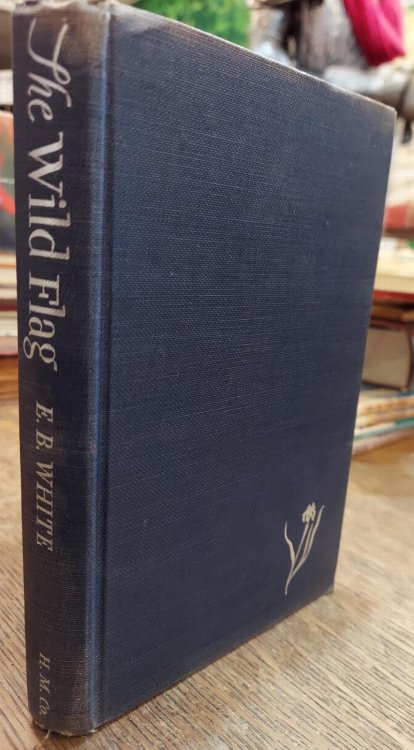 The Wild Flag
E. B. WHITE
H. M. Co.